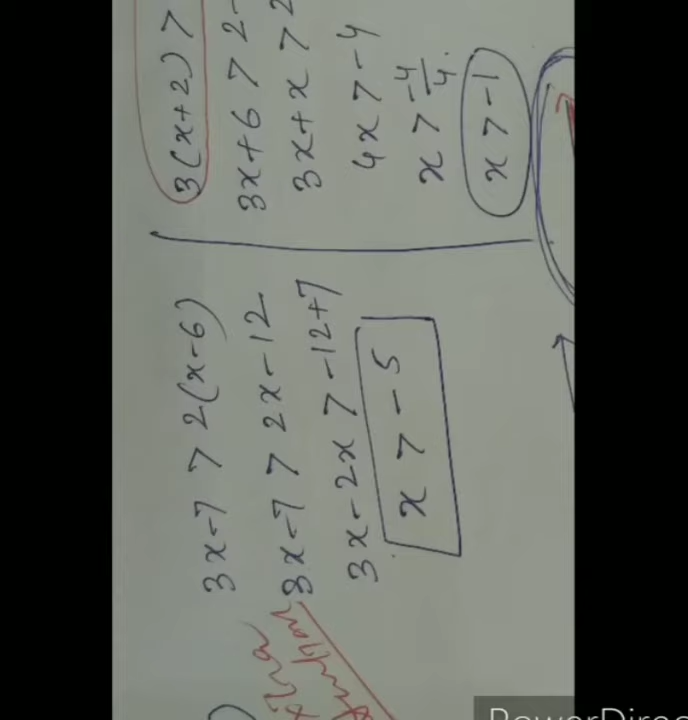 3x-7 > 2(x-6)
3x-7 > 2x-12
3x-2x > -12+7
x > -5
3(x+2) >
3x+6 > 2-
3x+x > 2
4x > -4
x > -4/4
x > -1